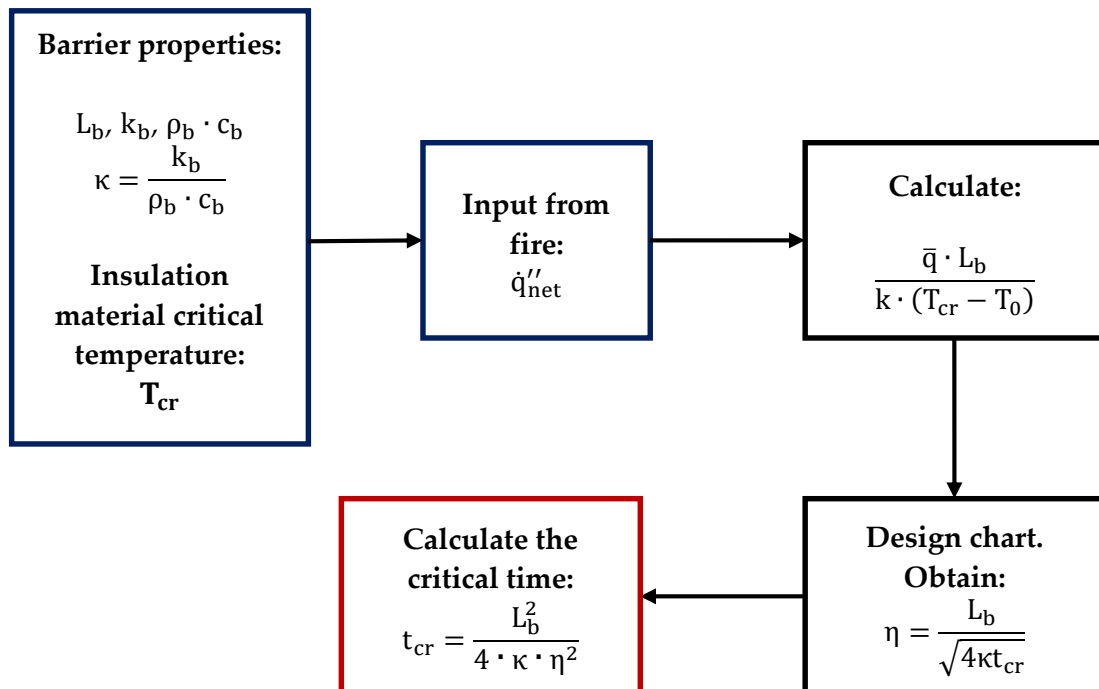 Barrier properties:
L_b, k_b, ρ_b · c_b
κ = k_b / (ρ_b · c_b)
Insulation
material critical
temperature:
T_cr
Input from
fire:
q̇″_net
Calculate:
(q̄ · L_b) / (k · (T_cr − T_0))
Design chart.
Obtain:
η = L_b / √(4κt_cr)
Calculate the
critical time:
t_cr = L_b² / (4 · κ · η²)